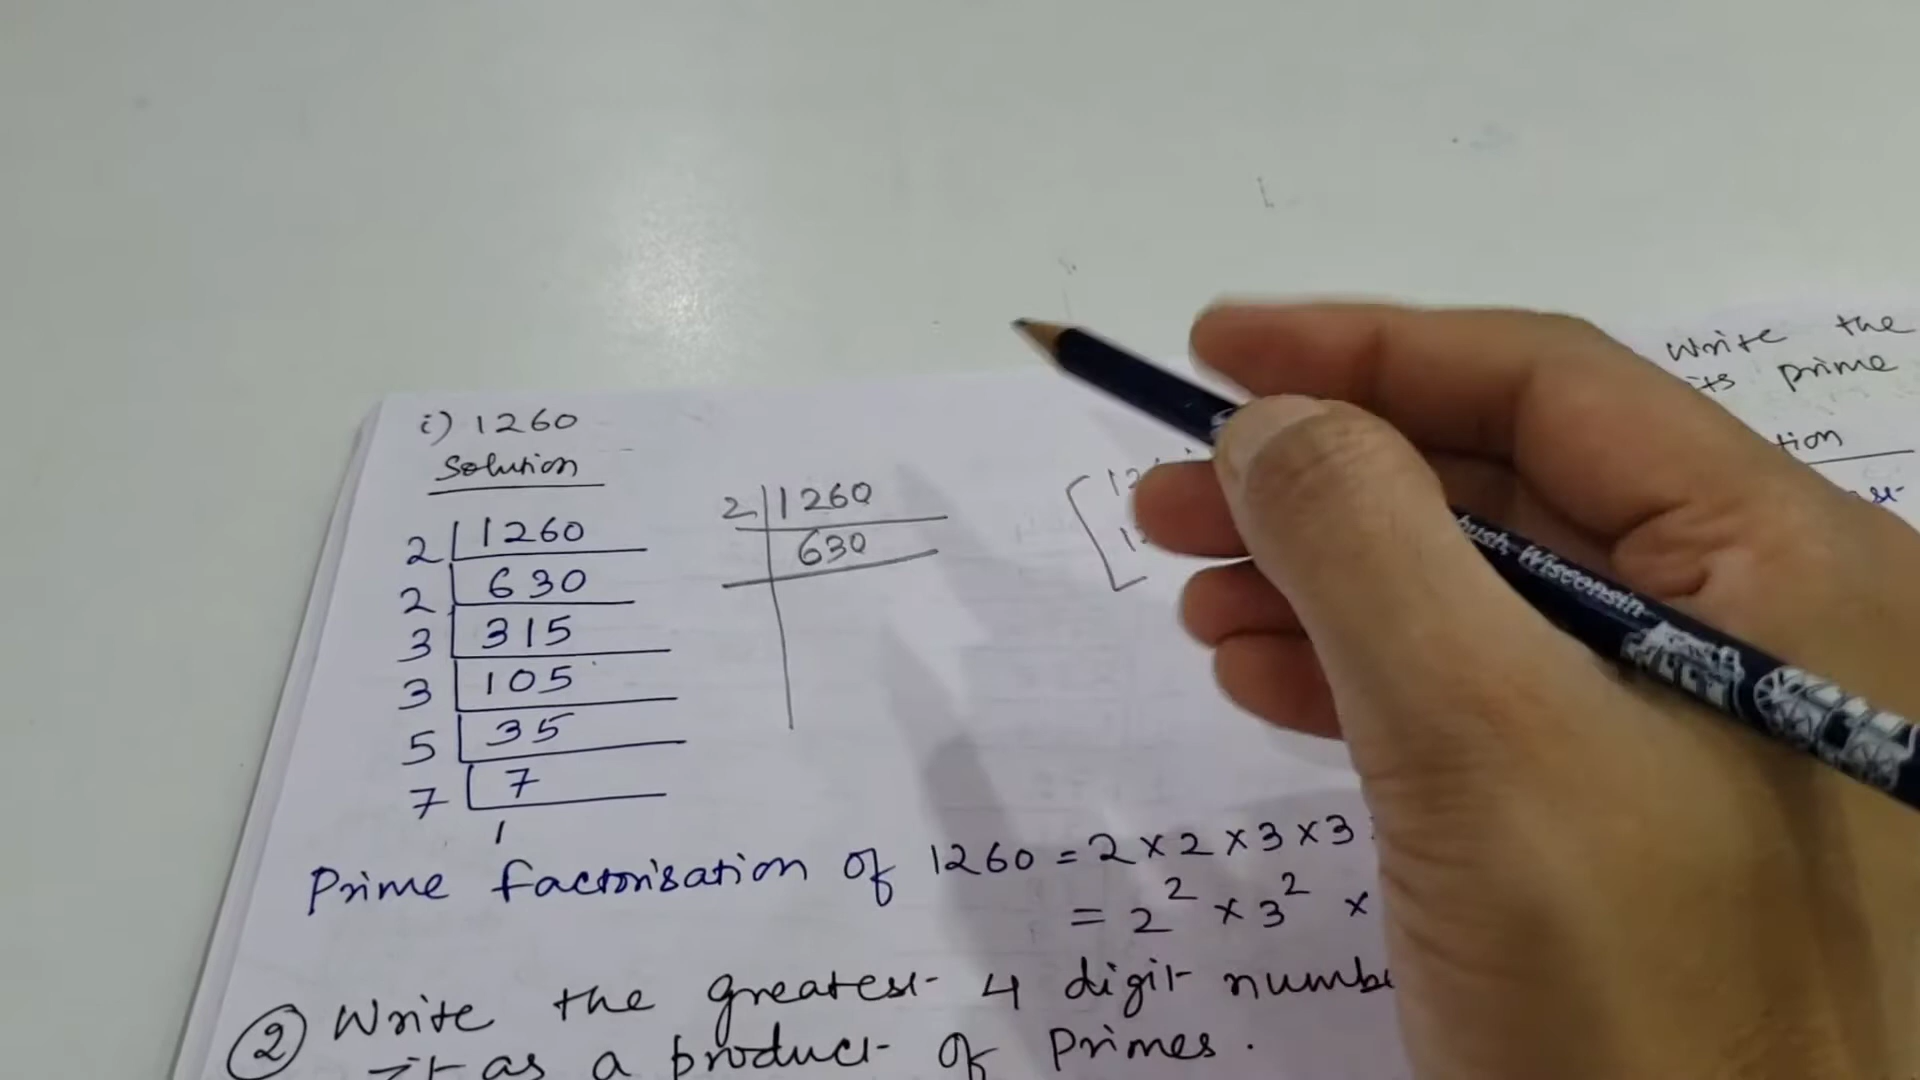 i) 1260
Solution
2 | 1260
2 | 630
3 | 315
3 | 105
5 | 35
7 | 7
1
2 | 1260
630
Prime factorisation of 1260 = 2 × 2 × 3 × 3
= 2² × 3² ×
② Write the greatest 4 digit
it as a product of primes.
Write the
its prime
Wisconsin